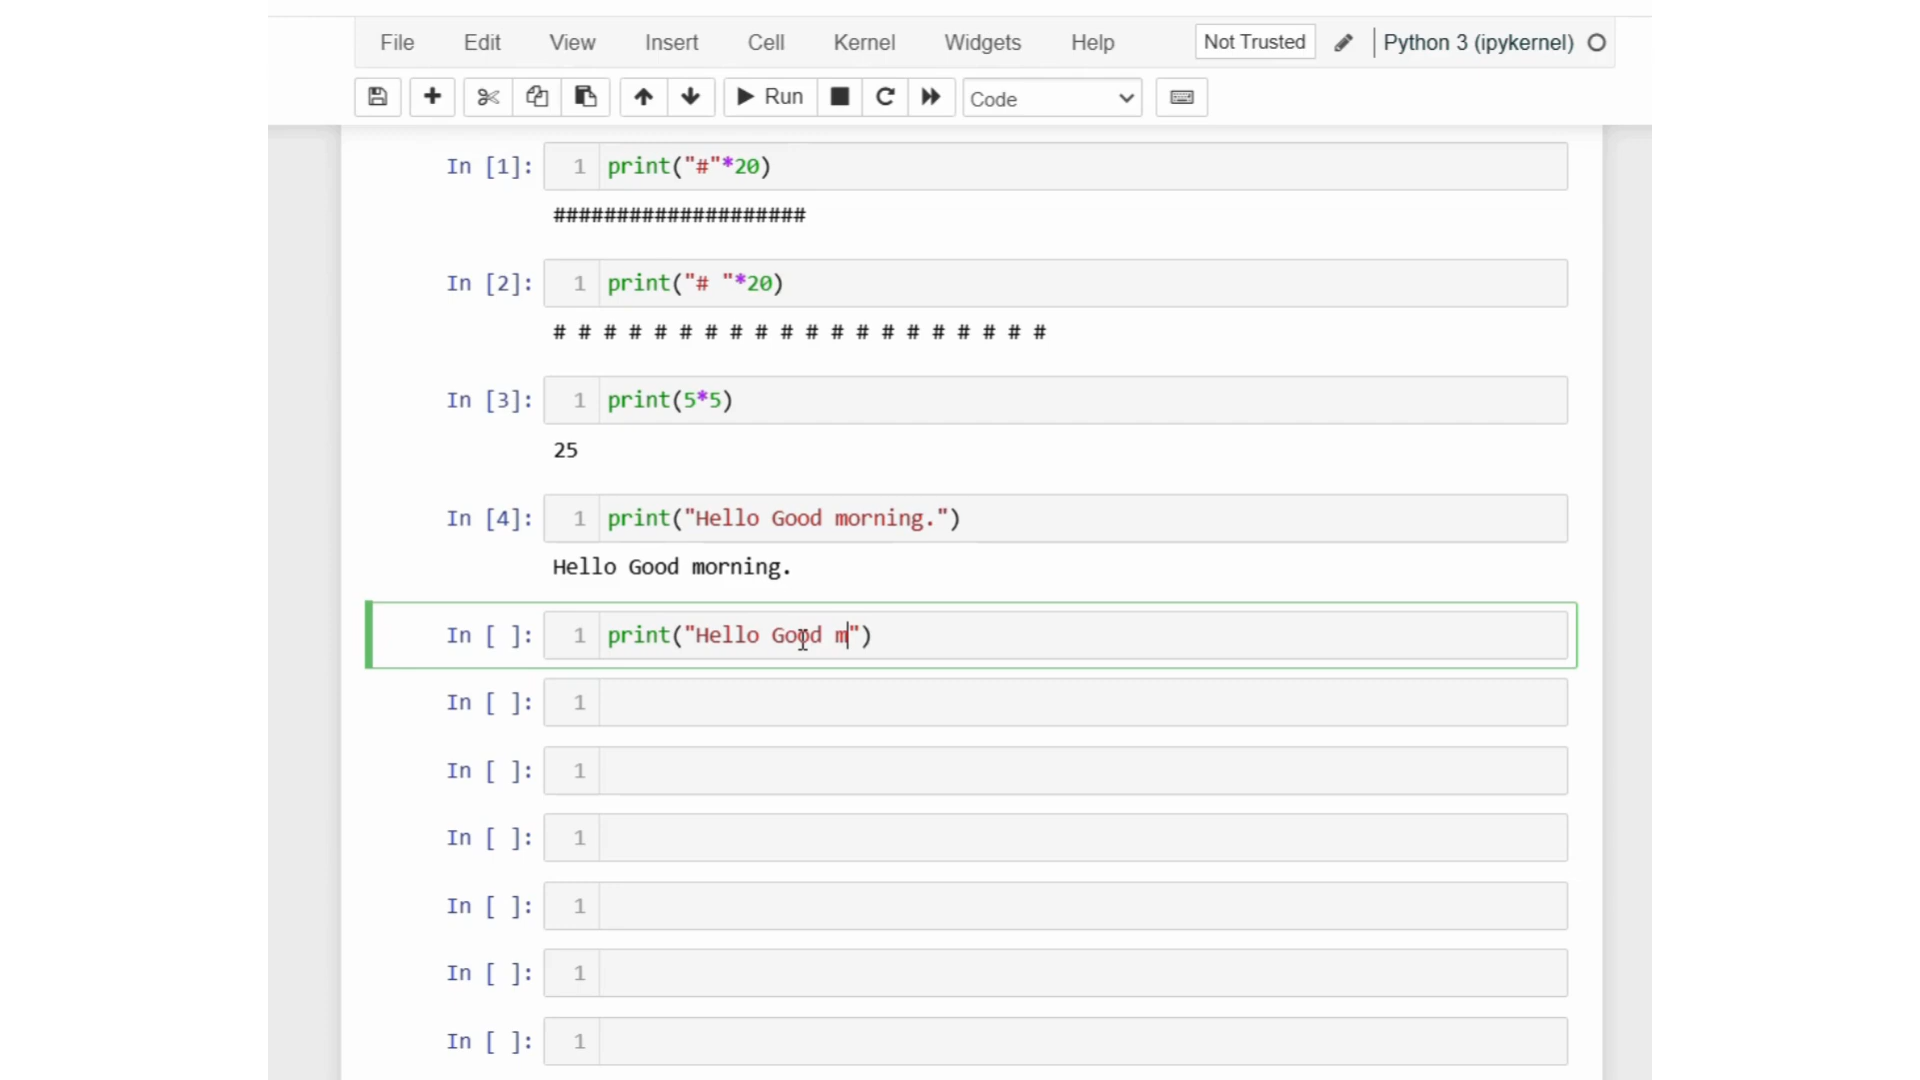 File Edit View Insert Cell Kernel Widgets Help Not Trusted Python 3 (ipykernel)
Run Code
In [1]: 1 print("#"*20)
####################
In [2]: 1 print("# "*20)
# # # # # # # # # # # # # # # # # # # #
In [3]: 1 print(5*5)
25
In [4]: 1 print("Hello Good morning.")
Hello Good morning.
In [ ]: 1 print("Hello Good m")
In [ ]: 1
In [ ]: 1
In [ ]: 1
In [ ]: 1
In [ ]: 1
In [ ]: 1